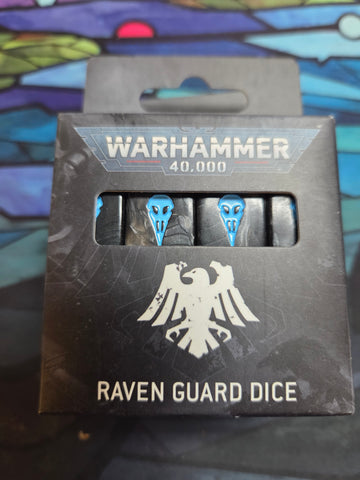 WARHAMMER
40,000
RAVEN GUARD DICE